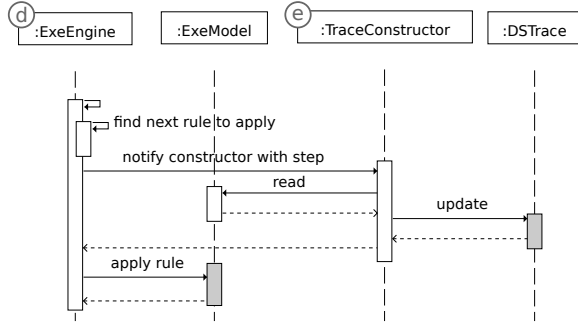 d
:ExeEngine
:ExeModel
e
:TraceConstructor
:DSTrace
find next rule to apply
notify constructor with step
read
update
apply rule